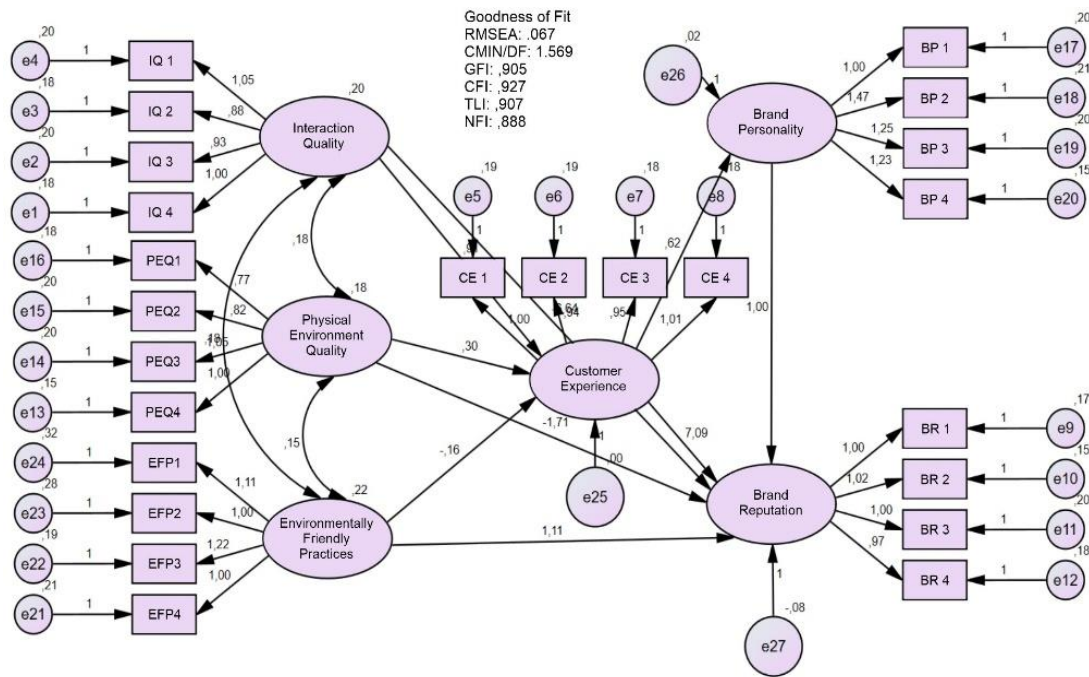 Goodness of Fit
RMSEA: .067
CMIN/DF: 1.569
GFI: ,905
CFI: ,927
TLI: ,907
NFI: ,888
,20
e4
1
IQ 1
1,05
,18
e3
1
IQ 2
,88
,20
e2
1
IQ 3
,93
,18
e1
1
IQ 4
1,00
,20
Interaction
Quality
,18
e16
1
PEQ1
,77
,20
e15
1
PEQ2
,82
,20
e14
1
PEQ3
1,05
,15
e13
1
PEQ4
1,00
,18
Physical
Environment
Quality
,18
,18
,32
e24
1
EFP1
1,11
,28
e23
1
EFP2
1,00
,19
e22
1
EFP3
1,22
,21
e21
1
EFP4
1,00
,22
Environmentally
Friendly
Practices
,15
,19
e5
1
CE 1
1,00
,19
e6
1
CE 2
,94
,18
e7
1
CE 3
,95
,18
e8
1
CE 4
1,01
Customer
Experience
,30
-,16
-1,71
1,11
7,09
,62
1,00
1
,00
e25
,02
e26
1
Brand
Personality
1,00
BP 1
1
,20
e17
1,47
BP 2
1
,21
e18
1,25
BP 3
1
,20
e19
1,23
BP 4
1
,15
e20
Brand
Reputation
1,00
BR 1
1
,17
e9
1,02
BR 2
1
,15
e10
1,00
BR 3
1
,20
e11
,97
BR 4
1
,18
e12
1
-,08
e27